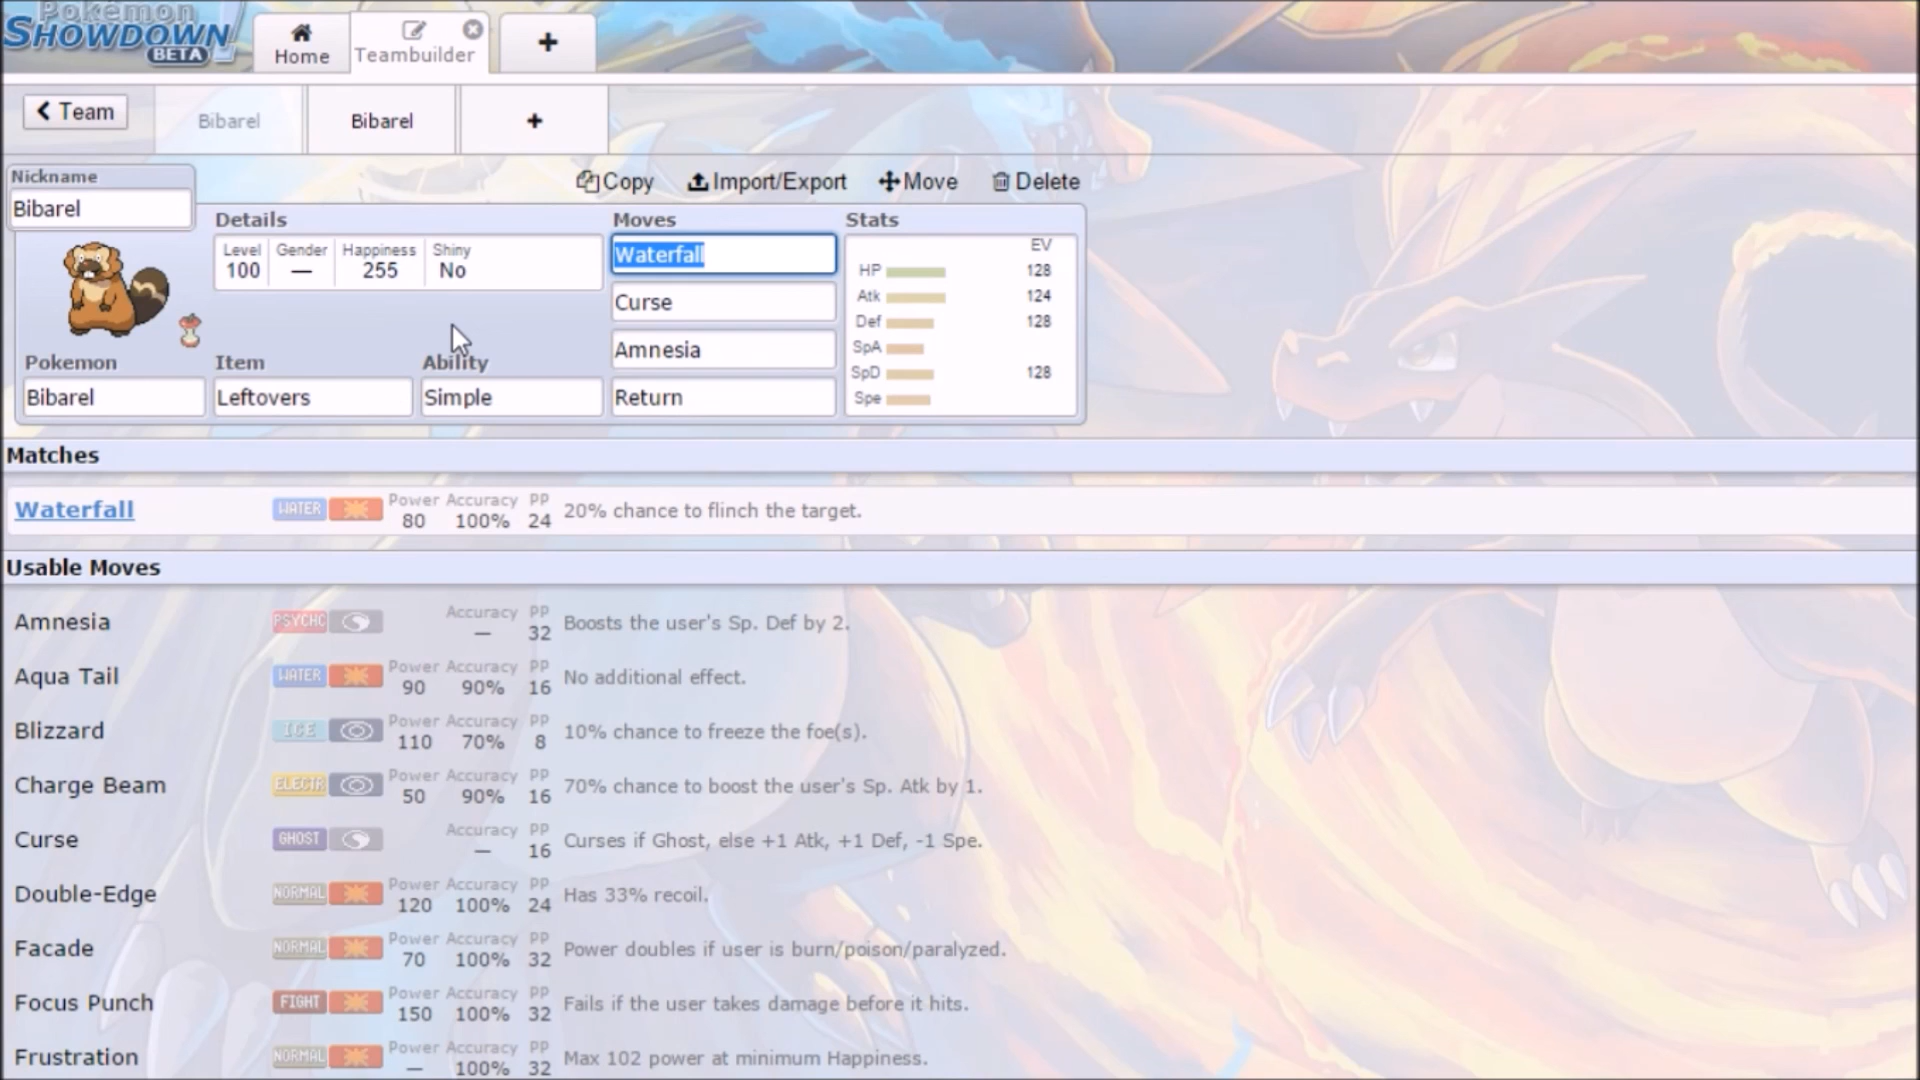 Pokémon
SHOWDOWN
BETA
Home
Teambuilder
+
Team
Bibarel
Bibarel
+
Nickname
Bibarel
Copy
Import/Export
Move
Delete
Details
Level
100
Gender
—
Happiness
255
Shiny
No
Pokemon
Bibarel
Item
Leftovers
Ability
Simple
Moves
Waterfall
Curse
Amnesia
Return
Stats
EV
HP 128
Atk 124
Def 128
SpA
SpD 128
Spe
Matches
Waterfall WATER Power 80 Accuracy 100% PP 24 20% chance to flinch the target.
Usable Moves
Amnesia PSYCHC Accuracy — PP 32 Boosts the user's Sp. Def by 2.
Aqua Tail WATER Power 90 Accuracy 90% PP 16 No additional effect.
Blizzard ICE Power 110 Accuracy 70% PP 8 10% chance to freeze the foe(s).
Charge Beam ELECTR Power 50 Accuracy 90% PP 16 70% chance to boost the user's Sp. Atk by 1.
Curse GHOST Accuracy — PP 16 Curses if Ghost, else +1 Atk, +1 Def, -1 Spe.
Double-Edge NORMAL Power 120 Accuracy 100% PP 24 Has 33% recoil.
Facade NORMAL Power 70 Accuracy 100% PP 32 Power doubles if user is burn/poison/paralyzed.
Focus Punch FIGHT Power 150 Accuracy 100% PP 32 Fails if the user takes damage before it hits.
Frustration NORMAL Power — Accuracy 100% PP 32 Max 102 power at minimum Happiness.